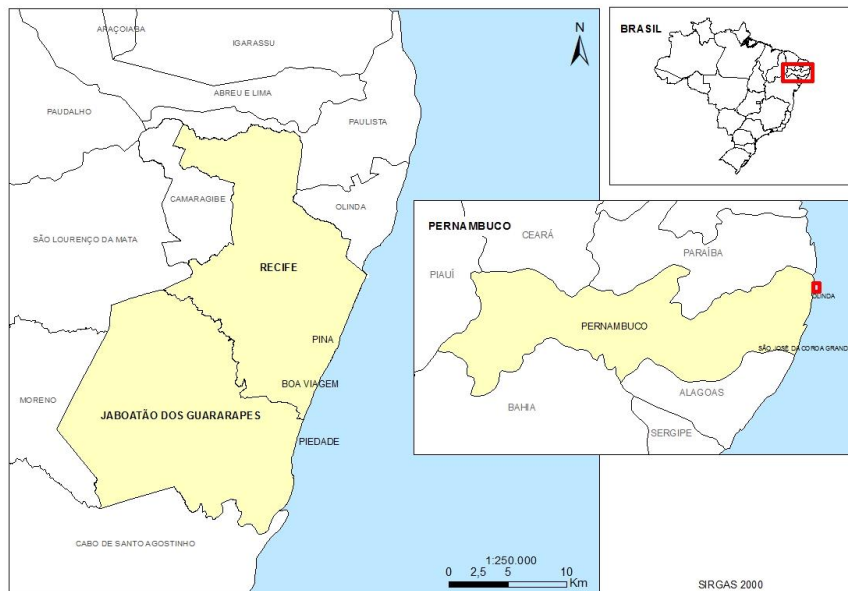 ARAÇOIABA
IGARASSU
ABREU E LIMA
PAUDALHO
PAULISTA
CAMARAGIBE
OLINDA
SÃO LOURENÇO DA MATA
RECIFE
PINA
BOA VIAGEM
MORENO
JABOATÃO DOS GUARARAPES
PIEDADE
CABO DE SANTO AGOSTINHO
N
BRASIL
PERNAMBUCO
CEARÁ
PARAÍBA
PIAUÍ
OLINDA
PERNAMBUCO
SÃO JOSÉ DA COROA GRAND
ALAGOAS
BAHIA
SERGIPE
1:250.000
0 2,5 5 10
Km
SIRGAS 2000